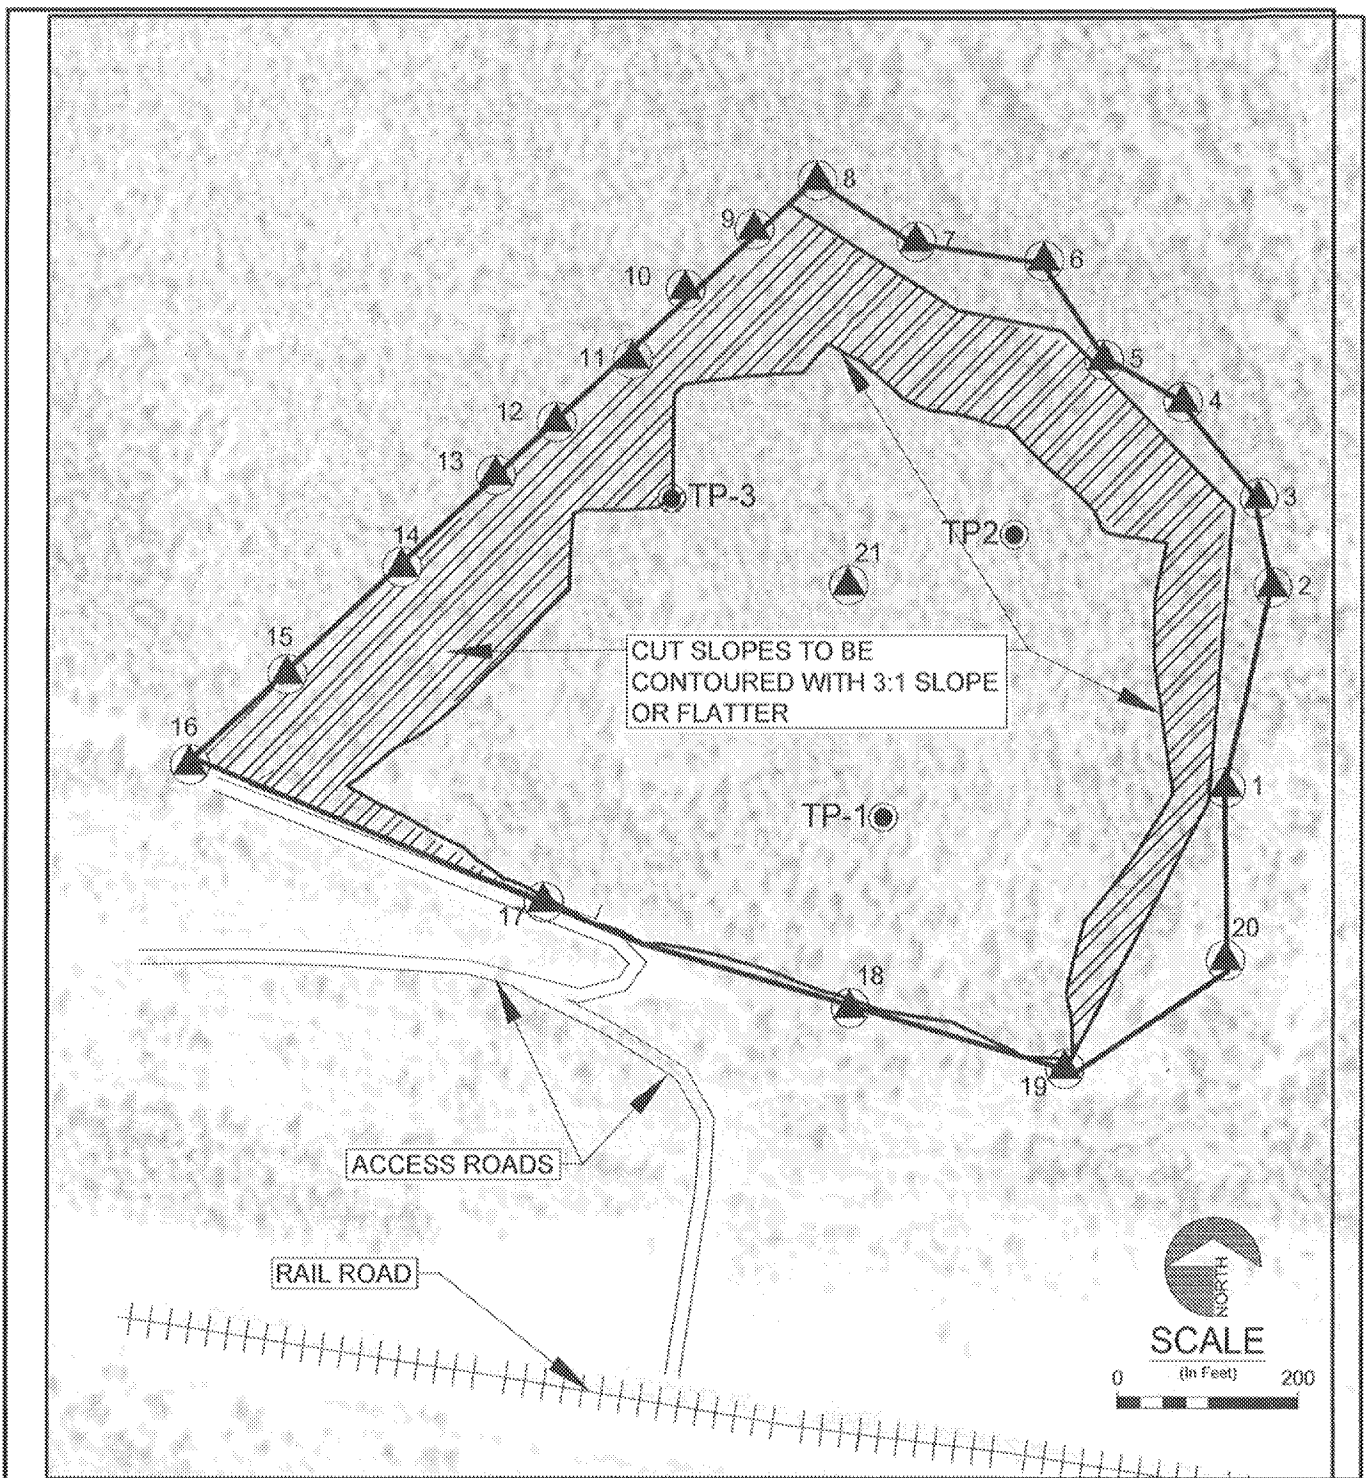 8
9
7
6
10
11
5
12
4
13
3
TP-3
TP2
14
21
2
15
CUT SLOPES TO BE
CONTOURED WITH 3:1 SLOPE
OR FLATTER
16
1
TP-1
17
20
18
19
ACCESS ROADS
RAIL ROAD
NORTH
SCALE
(In Feet)
0 200